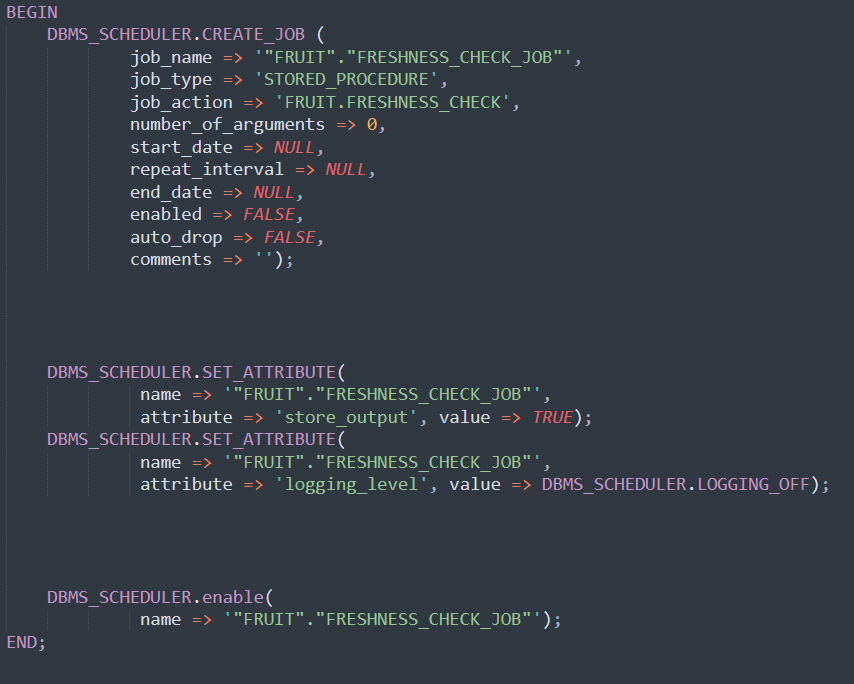 BEGIN
DBMS_SCHEDULER.CREATE_JOB (
job_name => '"FRUIT"."FRESHNESS_CHECK_JOB"',
job_type => 'STORED_PROCEDURE',
job_action => 'FRUIT.FRESHNESS_CHECK',
number_of_arguments => 0,
start_date => NULL,
repeat_interval => NULL,
end_date => NULL,
enabled => FALSE,
auto_drop => FALSE,
comments => '');
DBMS_SCHEDULER.SET_ATTRIBUTE(
name => '"FRUIT"."FRESHNESS_CHECK_JOB"',
attribute => 'store_output', value => TRUE);
DBMS_SCHEDULER.SET_ATTRIBUTE(
name => '"FRUIT"."FRESHNESS_CHECK_JOB"',
attribute => 'logging_level', value => DBMS_SCHEDULER.LOGGING_OFF);
DBMS_SCHEDULER.enable(
name => '"FRUIT"."FRESHNESS_CHECK_JOB"');
END;